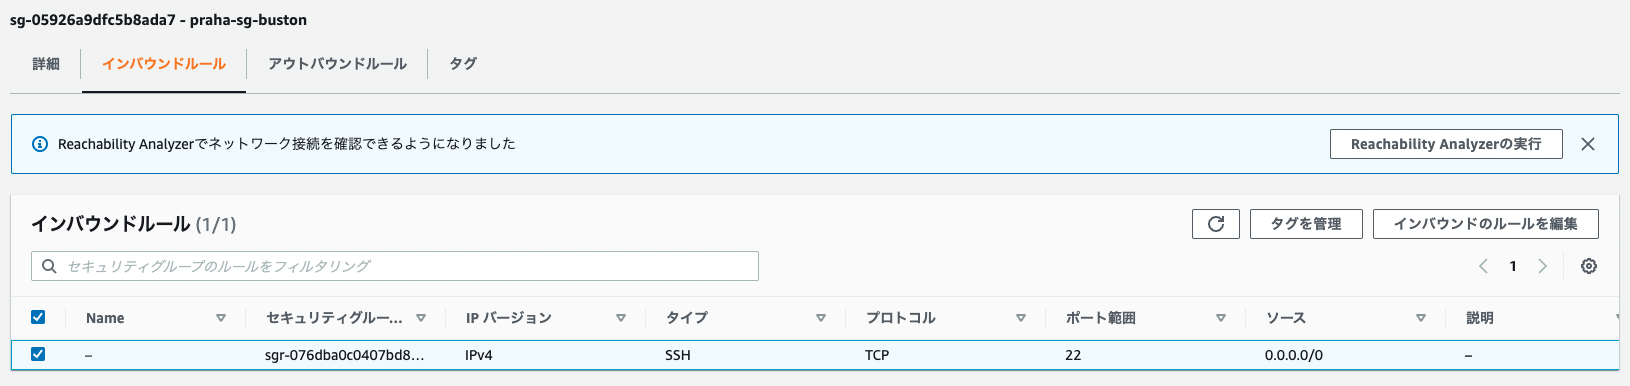 sg-05926a9dfc5b8ada7 - praha-sg-buston
詳細 インバウンドルール アウトバウンドルール タグ
Reachability Analyzerでネットワーク接続を確認できるようになりました Reachability Analyzerの実行
インバウンドルール (1/1) タグを管理 インバウンドのルールを編集
セキュリティグループのルールをフィルタリング 1
Name セキュリティグルー... IP バージョン タイプ プロトコル ポート範囲 ソース 説明
– sgr-076dba0c0407bd8... IPv4 SSH TCP 22 0.0.0.0/0 –